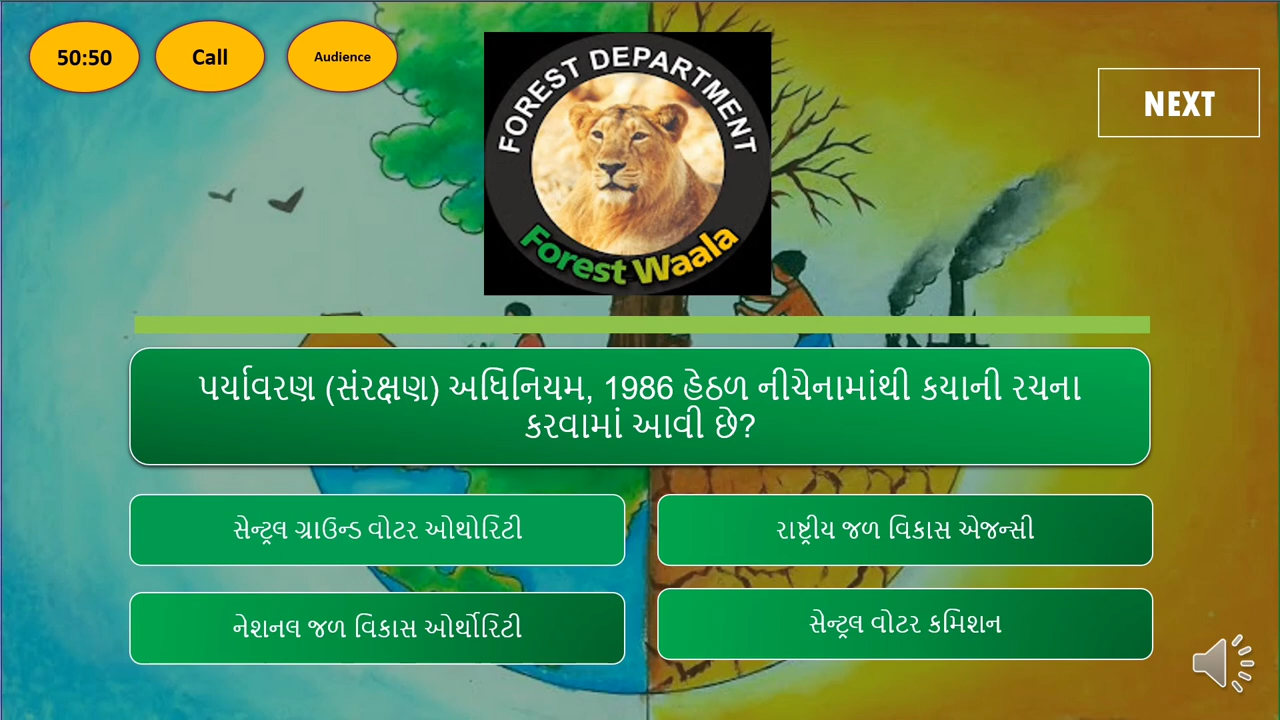 50:50
Call
Audience
FOREST DEPARTMENT
Forest Waala
NEXT
પર્યાવરણ (સંરક્ષણ) અધિનિયમ, 1986 હેઠળ નીચેનામાંથી કયાની રચના
કરવામાં આવી છે?
સેન્ટ્રલ ગ્રાઉન્ડ વોટર ઓથોરિટી
રાષ્ટ્રીય જળ વિકાસ એજન્સી
નેશનલ જળ વિકાસ ઓર્થોરિટી
સેન્ટ્રલ વોટર કમિશન